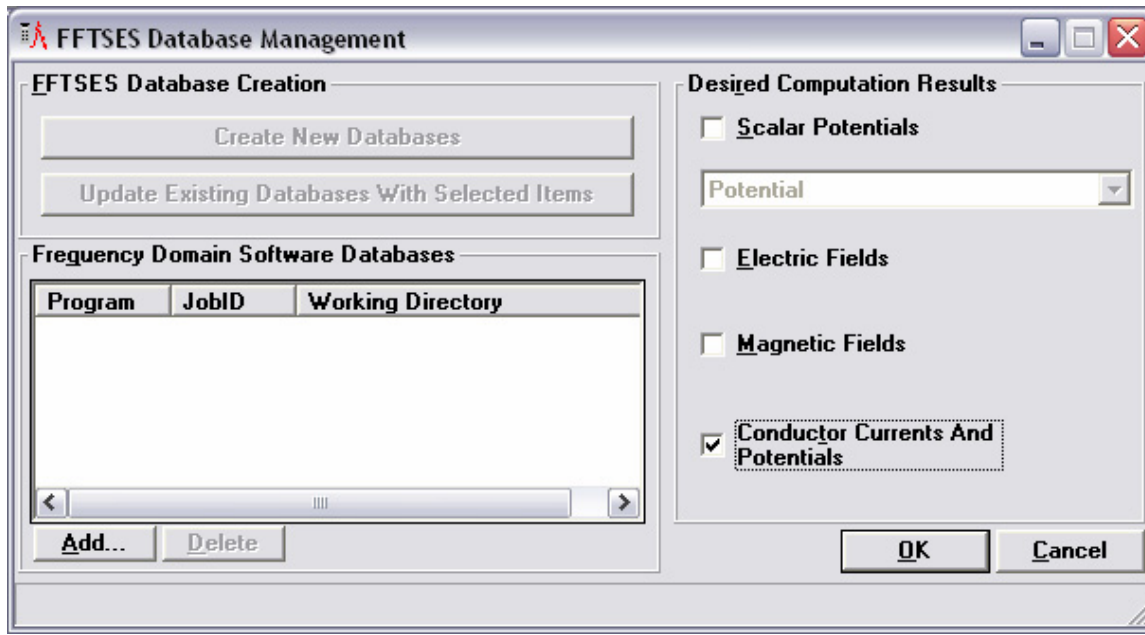 FFTSES Database Management
FFTSES Database Creation
Create New Databases
Update Existing Databases With Selected Items
Frequency Domain Software Databases
Program JobID Working Directory
Add... Delete
Desired Computation Results
Scalar Potentials
Potential
Electric Fields
Magnetic Fields
Conductor Currents And
Potentials
OK Cancel